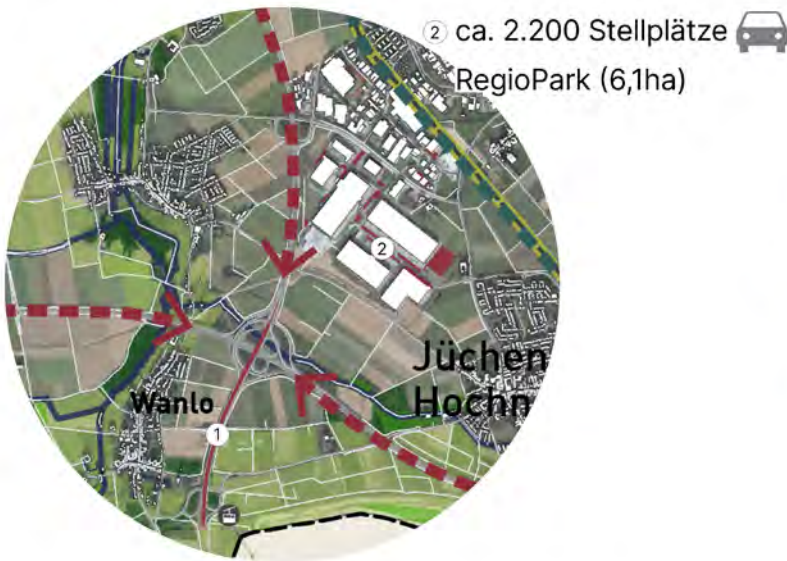 ② ca. 2.200 Stellplätze
RegioPark (6,1ha)
2
Jüchen
Hochn
Wanlo
1